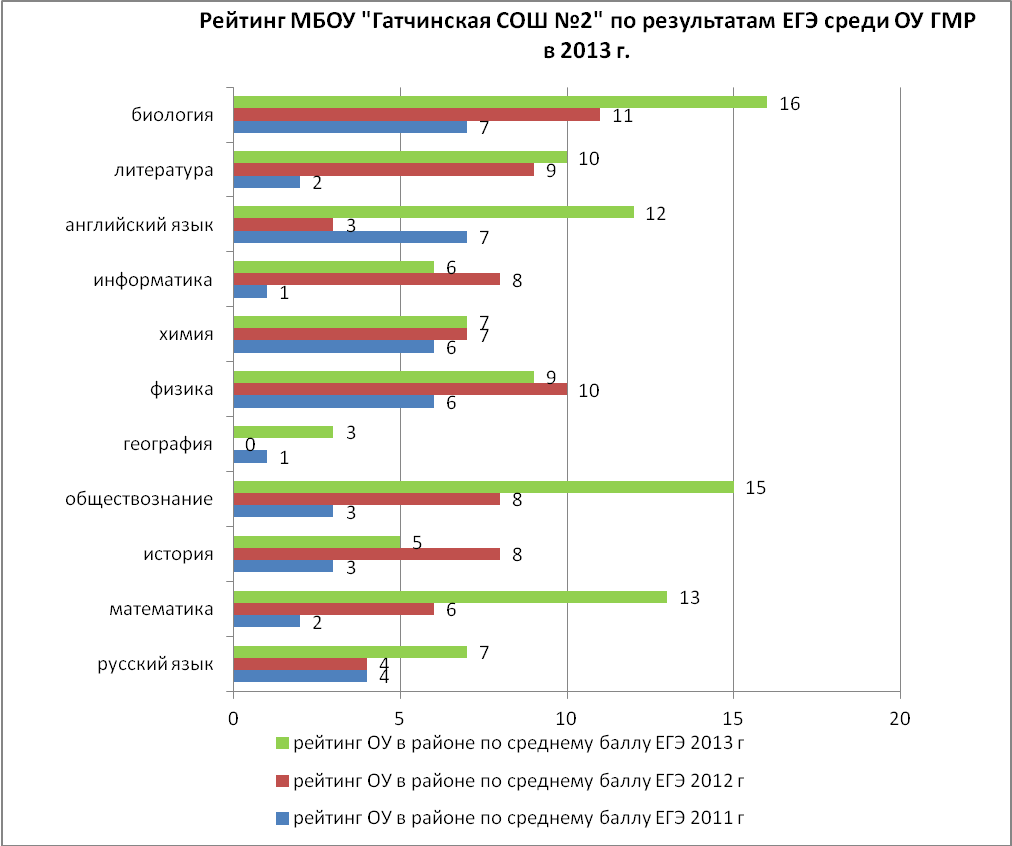 Рейтинг МБОУ "Гатчинская СОШ №2" по результатам ЕГЭ среди ОУ ГМР
в 2013 г.
биология
16
11
7
литература
10
9
2
английский язык
12
3
7
информатика
6
8
1
химия
7
7
6
физика
9
10
6
география
3
0
1
обществознание
15
8
3
история
5
8
3
математика
13
6
2
русский язык
7
4
4
0 5 10 15 20
рейтинг ОУ в районе по среднему баллу ЕГЭ 2013 г
рейтинг ОУ в районе по среднему баллу ЕГЭ 2012 г
рейтинг ОУ в районе по среднему баллу ЕГЭ 2011 г